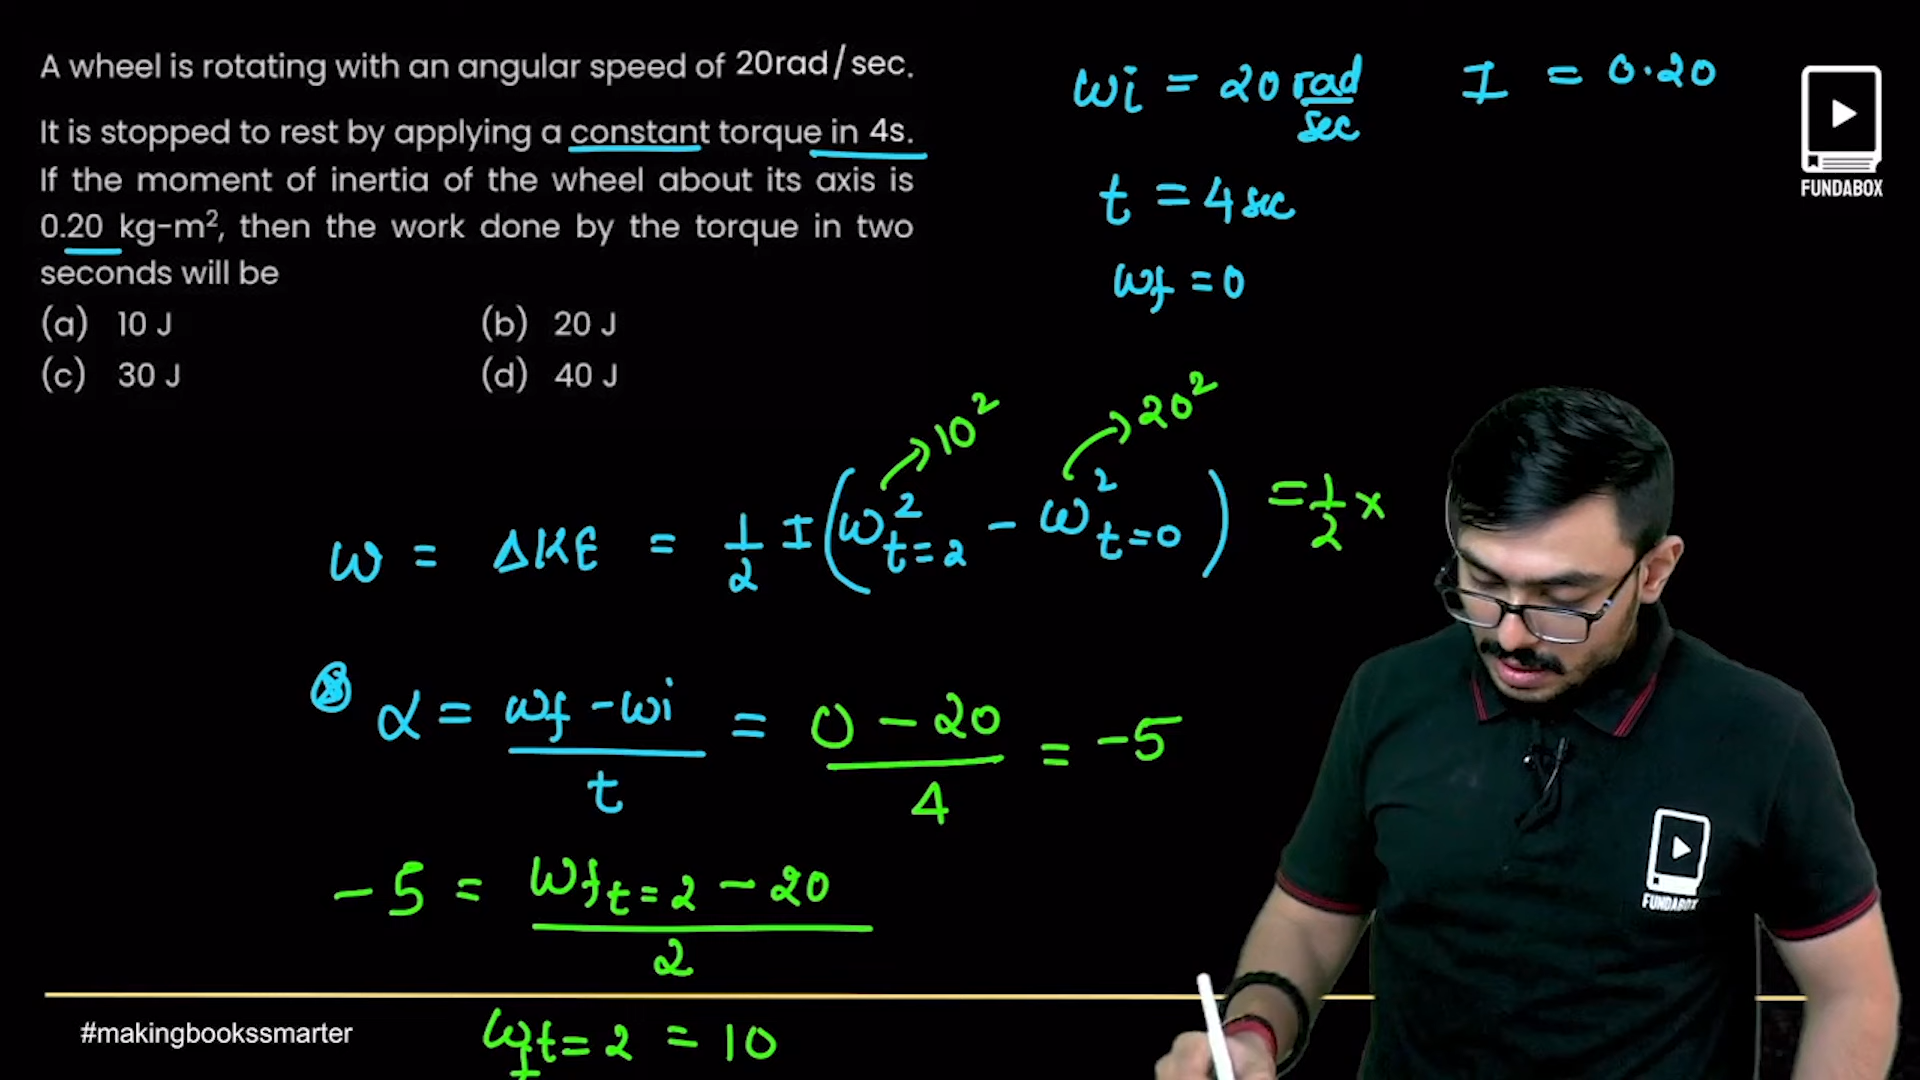 A wheel is rotating with an angular speed of 20rad/sec.
It is stopped to rest by applying a constant torque in 4s.
If the moment of inertia of the wheel about its axis is
0.20 kg-m², then the work done by the torque in two
seconds will be
(a) 10 J (b) 20 J
(c) 30 J (d) 40 J
ωi = 20 rad/sec I = 0.20
t = 4 sec
ωf = 0
FUNDABOX
→10² →20²
W = ΔKE = 1/2 I (ω²t=2 - ω²t=0) = 1/2 ×
α = ωf - ωi / t = 0 - 20 / 4 = -5
-5 = ωf t=2 - 20 / 2
ωf t=2 = 10
FUNDABOX
#makingbookssmarter